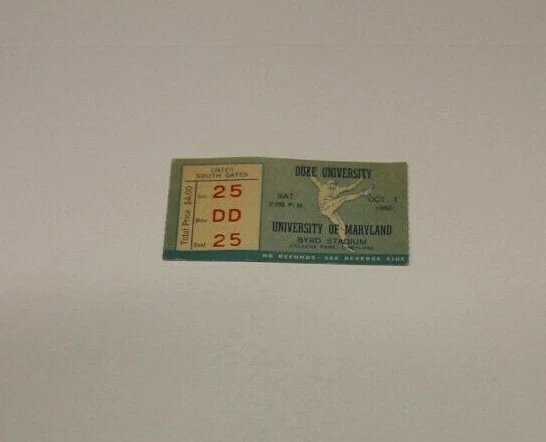 ENTER
SOUTH GATES
Total Price $4.00
Sec. 25
Row DD
Seat 25
DUKE UNIVERSITY
SAT. OCT. 1
2:00 P.M. 1960
UNIVERSITY OF MARYLAND
BYRD STADIUM
COLLEGE PARK, MARYLAND
NO REFUNDS - SEE REVERSE SIDE